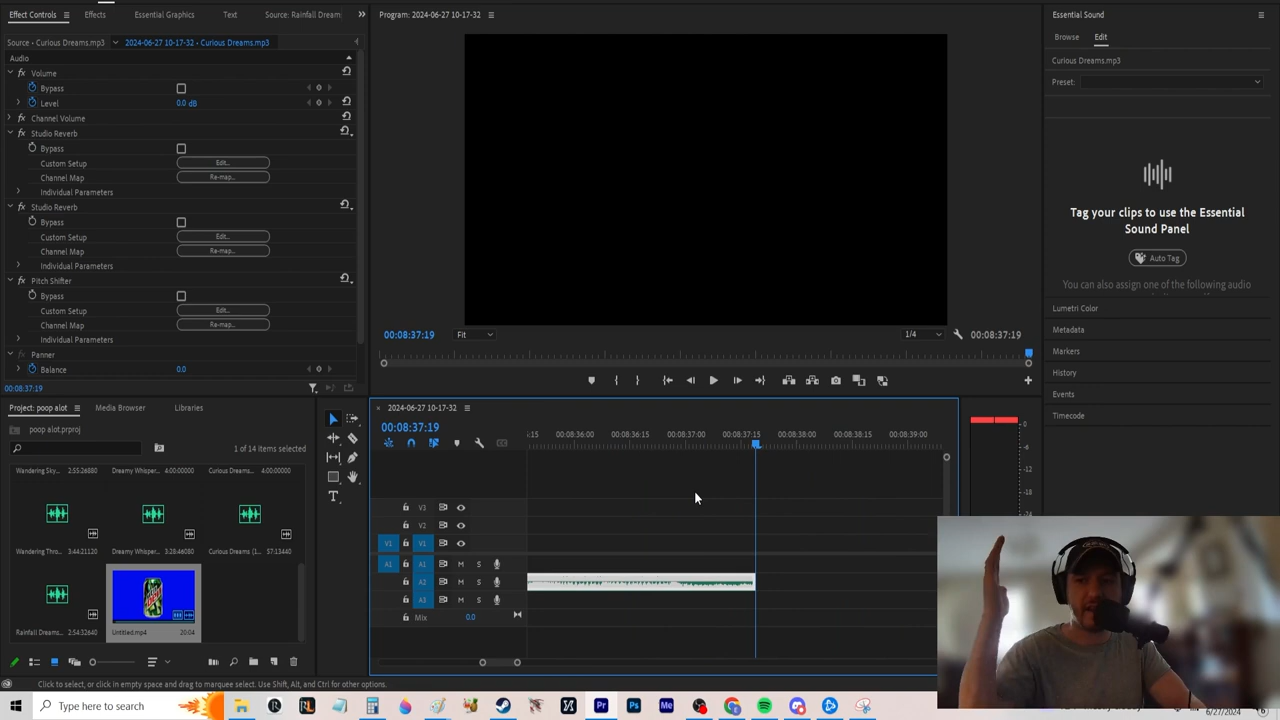 Effect Controls
Effects
Essential Graphics
Text
Source: Rainfall Dream
Program: 2024-06-27 10-17-32
Essential Sound
Source · Curious Dreams.mp3
2024-06-27 10-17-32 · Curious Dreams.mp3
Browse
Edit
Audio
fx Volume
Curious Dreams.mp3
Bypass
Preset:
Level
0.0 dB
fx Channel Volume
fx Studio Reverb
Bypass
Custom Setup
Edit...
Channel Map
Re-map...
Individual Parameters
fx Studio Reverb
Bypass
Custom Setup
Edit...
Channel Map
Re-map...
Individual Parameters
fx Pitch Shifter
Bypass
Custom Setup
Edit...
Channel Map
Re-map...
Individual Parameters
fx Panner
Balance
0.0
00:08:37:19
Tag your clips to use the Essential
Sound Panel
Auto Tag
You can also assign one of the following audio
Lumetri Color
Metadata
Markers
History
Events
Timecode
00:08:37:19
Fit
1/4
00:08:37:19
Project: poop alot
Media Browser
Libraries
poop alot.prproj
1 of 14 items selected
Wandering Sky...
2:55:26880
Dreamy Whisper...
4:00:00000
Curious Dreams...
4:00:00000
Wandering Thro...
3:44:21120
Dreamy Whisper...
3:28:46080
Curious Dreams (1...
57:13440
Rainfall Dreams...
2:54:32640
Untitled.mp4
20:04
T
2024-06-27 10-17-32
00:08:37:19
:15
00:08:36:00
00:08:36:15
00:08:37:00
00:08:37:15
00:08:38:00
00:08:38:15
00:08:39:00
V3
V2
V1
V1
A1
A1
M
S
A2
M
S
A3
M
S
Mix
0.0
0
-6
-12
-18
-24
Click to select, or click in empty space and drag to marquee select. Use Shift, Alt, and Ctrl for other options.
Type here to search
Pr
Ps
Me
6/27/2024